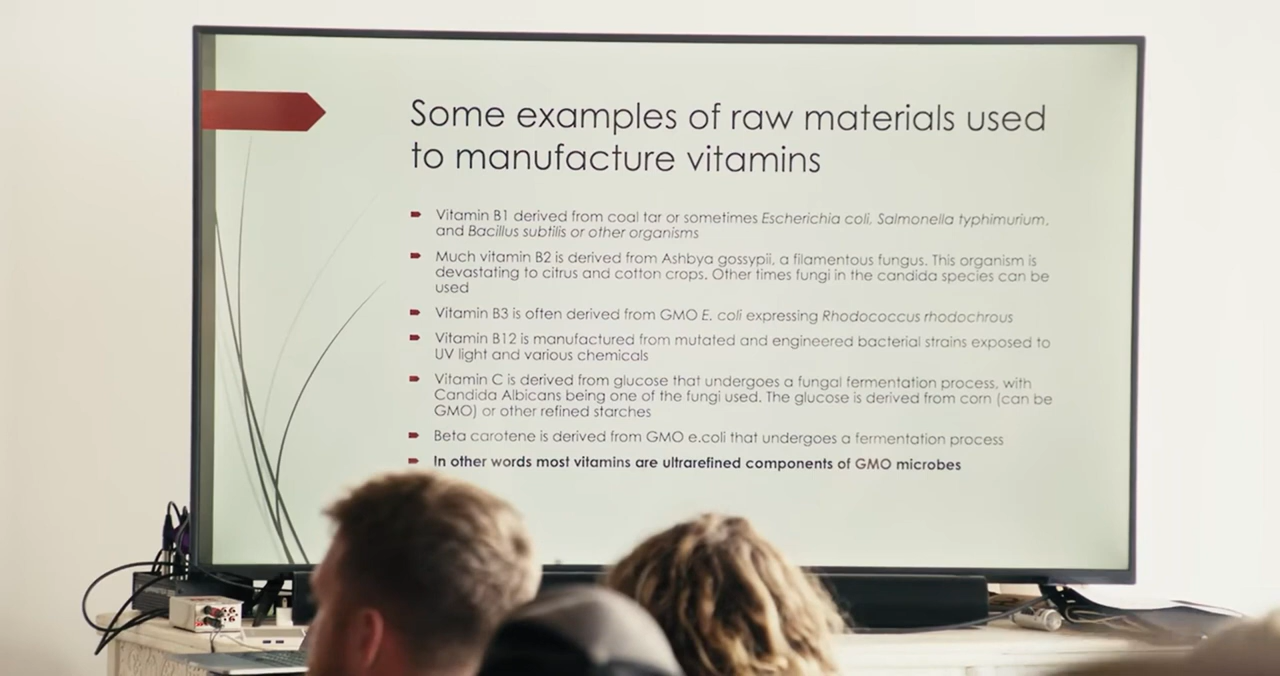 Some examples of raw materials used
to manufacture vitamins
Vitamin B1 derived from coal tar or sometimes Escherichia coli, Salmonella typhimurium,
and Bacillus subtilis or other organisms
Much vitamin B2 is derived from Ashbya gossypii, a filamentous fungus. This organism is
devastating to citrus and cotton crops. Other times fungi in the candida species can be
used
Vitamin B3 is often derived from GMO E. coli expressing Rhodococcus rhodochrous
Vitamin B12 is manufactured from mutated and engineered bacterial strains exposed to
UV light and various chemicals
Vitamin C is derived from glucose that undergoes a fungal fermentation process, with
Candida Albicans being one of the fungi used. The glucose is derived from corn (can be
GMO) or other refined starches
Beta carotene is derived from GMO e.coli that undergoes a fermentation process
In other words most vitamins are ultrarefined components of GMO microbes